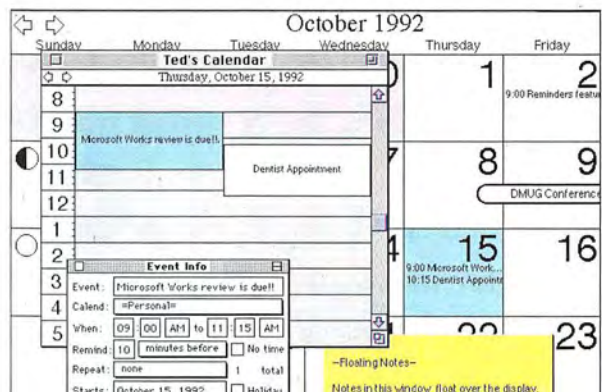 October 1992
Sunday Monday Tuesday Wednesday Thursday Friday
Ted's Calendar
Thursday, October 15, 1992
8
9
10
11
12
1
2
3
4
5
Microsoft Works review is due!!
Dentist Appointment
1
2
9:00 Reminders featu
8
9
DMUG Conference
15
9:00 Microsoft Work...
10:15 Dentist Appoint
16
22
23
Event Info
Event: Microsoft Works review is due!!
Calend: =Personal=
When: 09 : 00 AM to 11 : 15 AM
Remind: 10 minutes before No time
Repeat: none 1 total
Starts: October 15, 1992 Holiday
-Floating Notes-
Notes in this window float over the display.